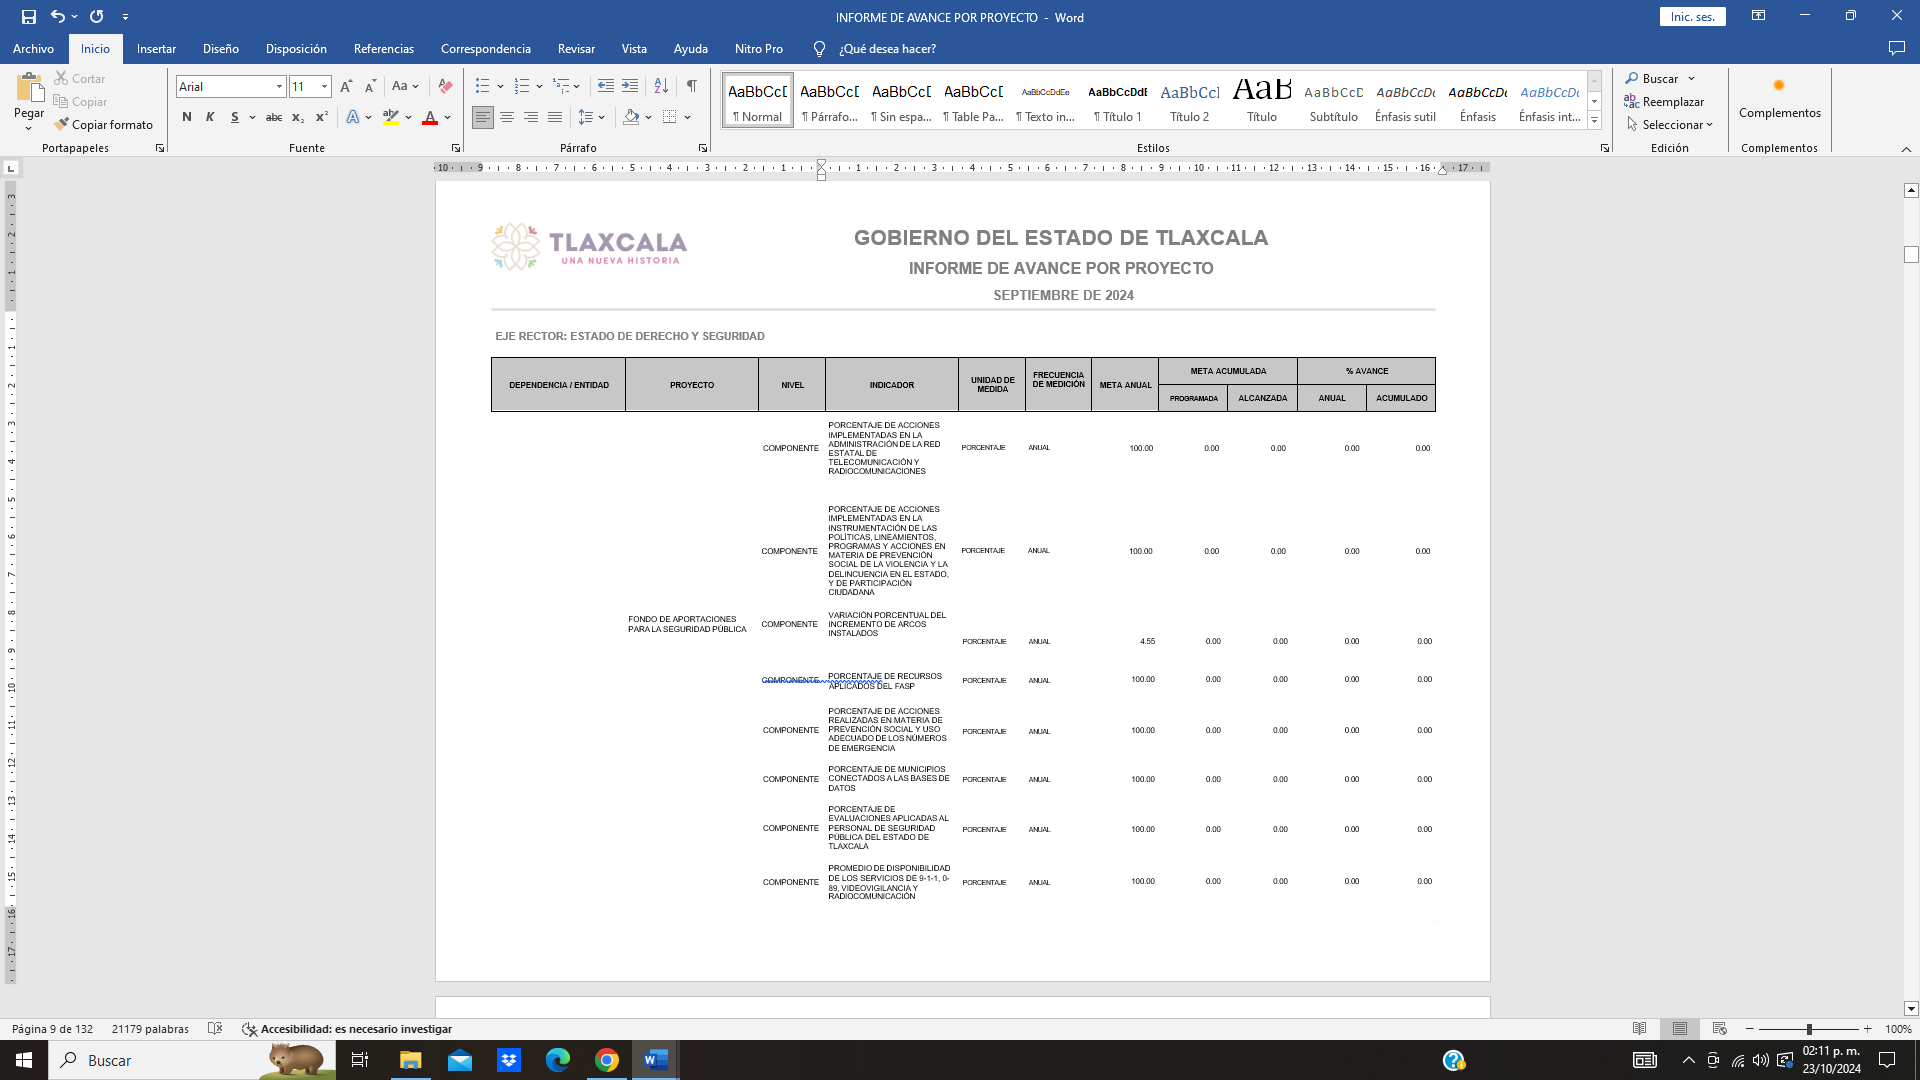 INFORME DE AVANCE POR PROYECTO - Word
Inic. ses.
Archivo Inicio Insertar Diseño Disposición Referencias Correspondencia Revisar Vista Ayuda Nitro Pro ¿Qué desea hacer?
Pegar
Cortar
Copiar
Copiar formato
Portapapeles
Arial 11
N K S abc x₂ x²
Fuente
Párrafo
AaBbCcI AaBbCcI AaBbCcI AaBbCcI AaBbCcDdEe AaBbCcDdE AaBbCcI AaB AaBbCcD AaBbCcDc AaBbCcDc AaBbCcDc
¶ Normal ¶ Párrafo... ¶ Sin espa... ¶ Table Pa... ¶ Texto in... ¶ Título 1 Título 2 Título Subtítulo Énfasis sutil Énfasis Énfasis int...
Estilos
Buscar
Reemplazar
Seleccionar
Edición
Complementos
Complementos
TLAXCALA
UNA NUEVA HISTORIA
GOBIERNO DEL ESTADO DE TLAXCALA
INFORME DE AVANCE POR PROYECTO
SEPTIEMBRE DE 2024
EJE RECTOR: ESTADO DE DERECHO Y SEGURIDAD
DEPENDENCIA / ENTIDAD PROYECTO NIVEL INDICADOR UNIDAD DE MEDIDA FRECUENCIA DE MEDICIÓN META ANUAL META ACUMULADA % AVANCE
PROGRAMADA ALCANZADA ANUAL ACUMULADO
PORCENTAJE DE ACCIONES
IMPLEMENTADAS EN LA
ADMINISTRACIÓN DE LA RED
ESTATAL DE
TELECOMUNICACIÓN Y
RADIOCOMUNICACIONES
COMPONENTE PORCENTAJE ANUAL 100.00 0.00 0.00 0.00 0.00
PORCENTAJE DE ACCIONES
IMPLEMENTADAS EN LA
INSTRUMENTACIÓN DE LAS
POLÍTICAS, LINEAMIENTOS,
PROGRAMAS Y ACCIONES EN
MATERIA DE PREVENCIÓN
SOCIAL DE LA VIOLENCIA Y LA
DELINCUENCIA EN EL ESTADO,
Y DE PARTICIPACIÓN
CIUDADANA
COMPONENTE PORCENTAJE ANUAL 100.00 0.00 0.00 0.00 0.00
FONDO DE APORTACIONES
PARA LA SEGURIDAD PÚBLICA
COMPONENTE
VARIACIÓN PORCENTUAL DEL
INCREMENTO DE ARCOS
INSTALADOS
PORCENTAJE ANUAL 4.55 0.00 0.00 0.00 0.00
COMPONENTE PORCENTAJE DE RECURSOS
APLICADOS DEL FASP
PORCENTAJE ANUAL 100.00 0.00 0.00 0.00 0.00
PORCENTAJE DE ACCIONES
REALIZADAS EN MATERIA DE
PREVENCIÓN SOCIAL Y USO
ADECUADO DE LOS NÚMEROS
DE EMERGENCIA
COMPONENTE PORCENTAJE ANUAL 100.00 0.00 0.00 0.00 0.00
PORCENTAJE DE MUNICIPIOS
CONECTADOS A LAS BASES DE
DATOS
COMPONENTE PORCENTAJE ANUAL 100.00 0.00 0.00 0.00 0.00
PORCENTAJE DE
EVALUACIONES APLICADAS AL
PERSONAL DE SEGURIDAD
PÚBLICA DEL ESTADO DE
TLAXCALA
COMPONENTE PORCENTAJE ANUAL 100.00 0.00 0.00 0.00 0.00
PROMEDIO DE DISPONIBILIDAD
DE LOS SERVICIOS DE 9-1-1, 0-
89, VIDEOVIGILANCIA Y
RADIOCOMUNICACIÓN
COMPONENTE PORCENTAJE ANUAL 100.00 0.00 0.00 0.00 0.00
Página 9 de 132 21179 palabras Accesibilidad: es necesario investigar 100%
Buscar
02:11 p. m.
23/10/2024